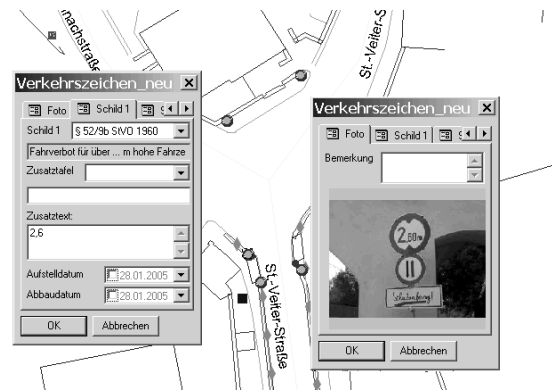 nachstraße
St.-Veiter-Straße
Verkehrszeichen_neu
Foto
Schild 1
S
Schild 1
§ 52/9b StVO 1960
Fahrverbot für über ... m hohe Fahrze
Zusatztafel
Zusatztext:
2,6
Aufstelldatum
28.01.2005
Abbaudatum
28.01.2005
OK
Abbrechen
St.-Veiter-Straße
Verkehrszeichen_neu
Foto
Schild 1
Bemerkung
2,60m
OK
Abbrechen